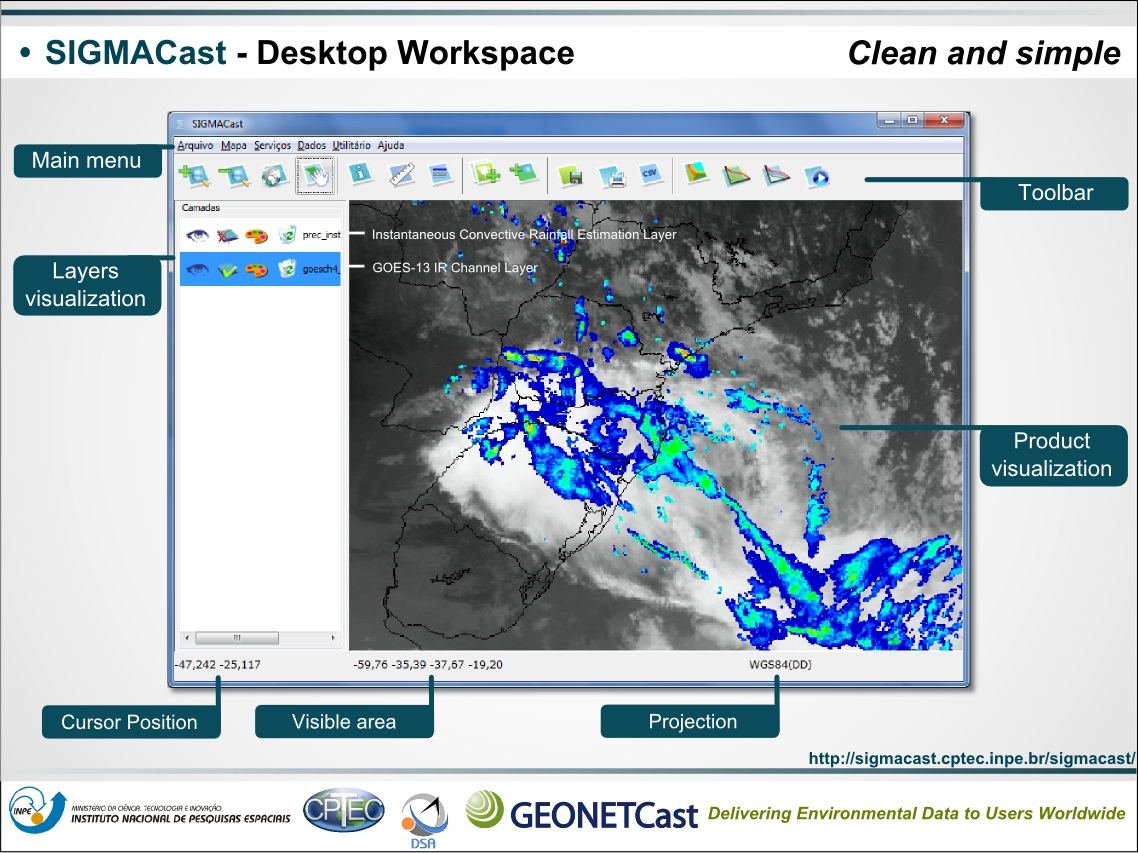 • SIGMACast - Desktop Workspace
Clean and simple
SIGMACast
Arquivo Mapa Serviços Dados Utilitário Ajuda
Main menu
CSV
Toolbar
Camadas
prec_inst
Instantaneous Convective Rainfall Estimation Layer
goesch4_
GOES-13 IR Channel Layer
Layers
visualization
Product
visualization
-47,242 -25,117
-59,76 -35,39 -37,67 -19,20
WGS84(DD)
Cursor Position
Visible area
Projection
http://sigmacast.cptec.inpe.br/sigmacast/
INPE
MINISTÉRIO DA CIÊNCIA, TECNOLOGIA E INOVAÇÃO
INSTITUTO NACIONAL DE PESQUISAS ESPACIAIS
CPTEC
DSA
GEONETCast
Delivering Environmental Data to Users Worldwide